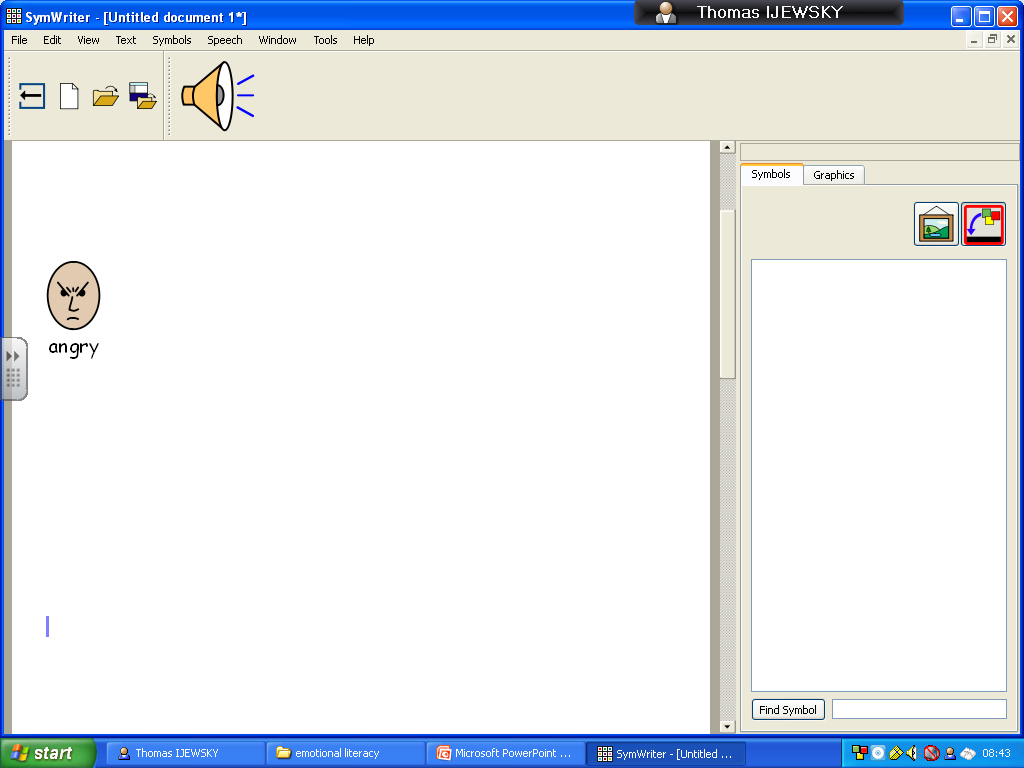 SymWriter - [Untitled document 1*]
Thomas IJEWSKY
File Edit View Text Symbols Speech Window Tools Help
Symbols Graphics
angry
Find Symbol
start Thomas IJEWSKY emotional literacy Microsoft PowerPoint ... SymWriter - [Untitled ... 08:43